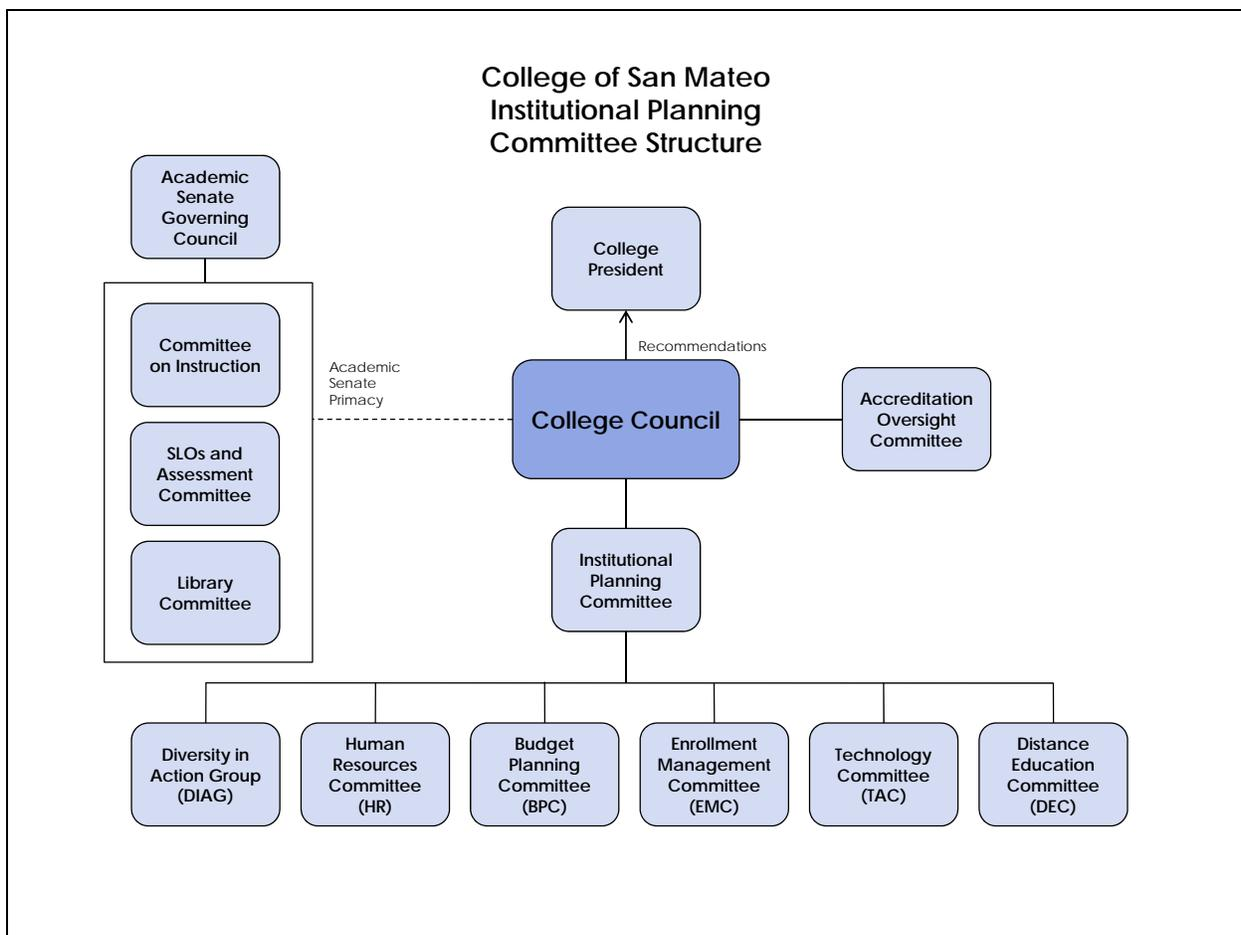 College of San Mateo
Institutional Planning
Committee Structure
Academic
Senate
Governing
Council
College
President
Committee
on Instruction
Recommendations
Academic
Senate
Primacy
College Council
Accreditation
Oversight
Committee
SLOs and
Assessment
Committee
Institutional
Planning
Committee
Library
Committee
Diversity in
Action Group
(DIAG)
Human
Resources
Committee
(HR)
Budget
Planning
Committee
(BPC)
Enrollment
Management
Committee
(EMC)
Technology
Committee
(TAC)
Distance
Education
Committee
(DEC)